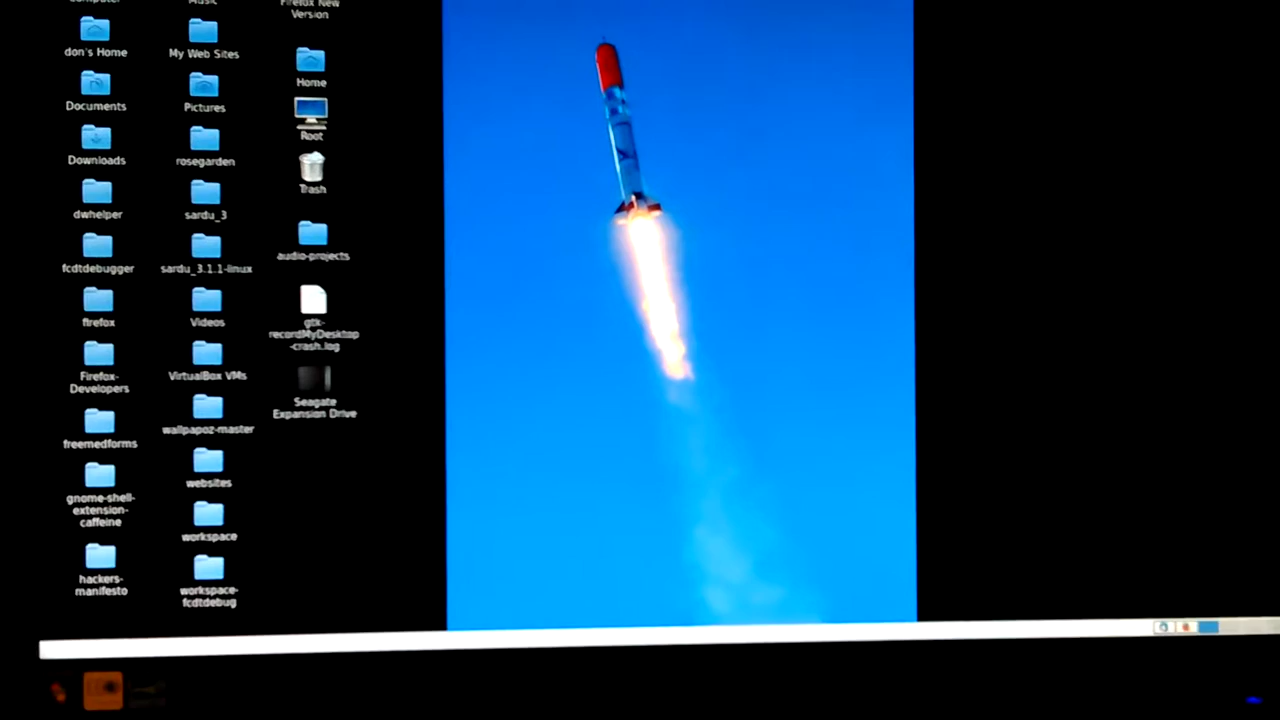 computer
don's Home
Documents
Downloads
dwhelper
fcdtdebugger
firefox
Firefox-
Developers
freemedforms
gnome-shell-
extension-
caffeine
hackers-
manifesto
Music
My Web Sites
Pictures
rosegarden
sardu_3
sardu_3.1.1-linux
Videos
VirtualBox VMs
wallpapoz-master
websites
workspace
workspace-
fcdtdebug
Firefox New
Version
Home
Root
Trash
audio-projects
gtk-
recordMyDesktop
-crash.log
Seagate
Expansion Drive